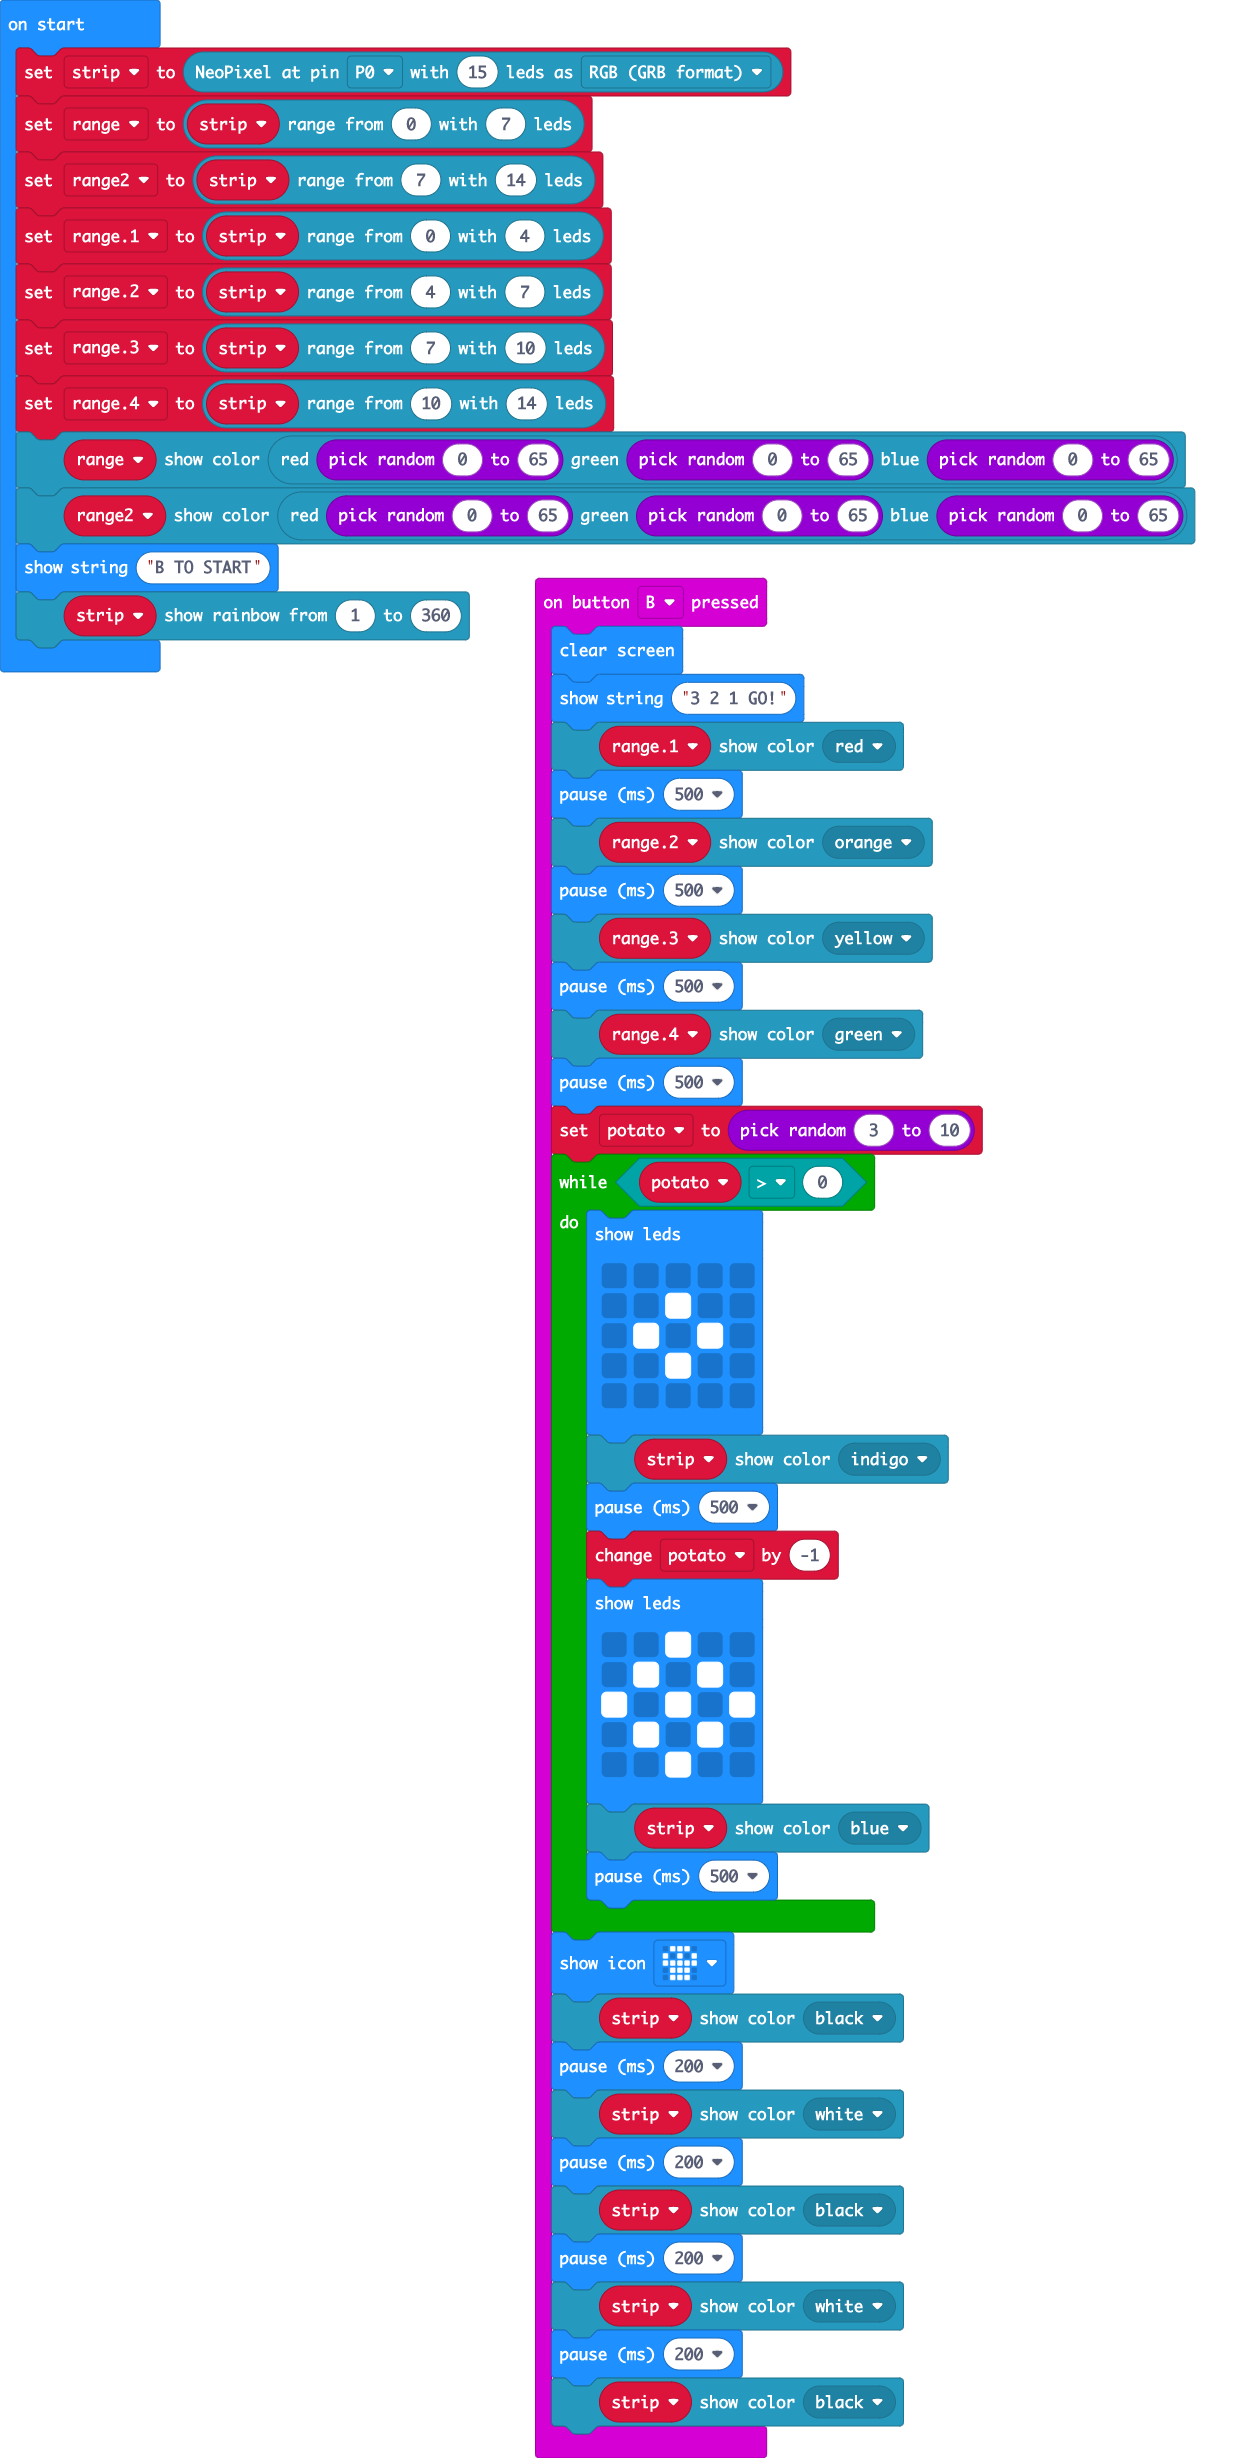 on start
set strip to NeoPixel at pin P0 with 15 leds as RGB (GRB format)
set range to strip range from 0 with 7 leds
set range2 to strip range from 7 with 14 leds
set range.1 to strip range from 0 with 4 leds
set range.2 to strip range from 4 with 7 leds
set range.3 to strip range from 7 with 10 leds
set range.4 to strip range from 10 with 14 leds
range show color red pick random 0 to 65 green pick random 0 to 65 blue pick random 0 to 65
range2 show color red pick random 0 to 65 green pick random 0 to 65 blue pick random 0 to 65
show string "B TO START"
strip show rainbow from 1 to 360
on button B pressed
clear screen
show string "3 2 1 GO!"
range.1 show color red
pause (ms) 500
range.2 show color orange
pause (ms) 500
range.3 show color yellow
pause (ms) 500
range.4 show color green
pause (ms) 500
set potato to pick random 3 to 10
while potato > 0
do
show leds
strip show color indigo
pause (ms) 500
change potato by -1
show leds
strip show color blue
pause (ms) 500
show icon
strip show color black
pause (ms) 200
strip show color white
pause (ms) 200
strip show color black
pause (ms) 200
strip show color white
pause (ms) 200
strip show color black